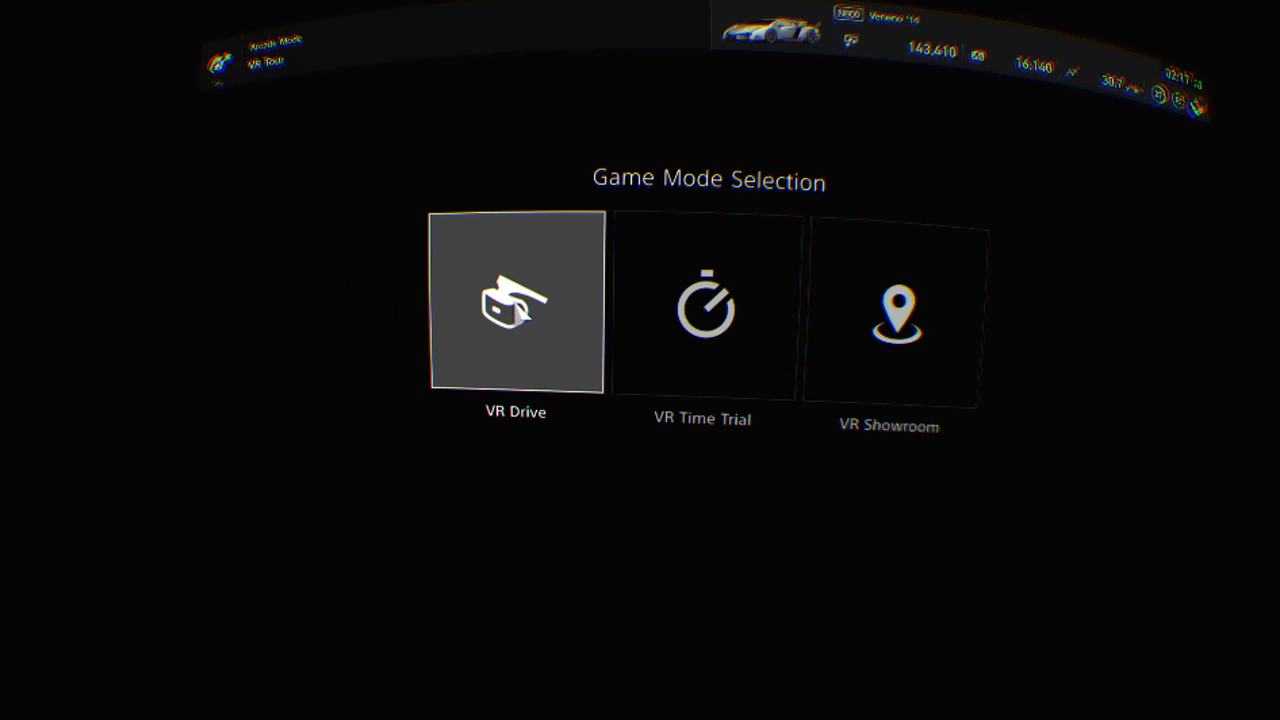 Arcade Mode
VR Tour
N800 Veneno '14
143,410
16,140
Game Mode Selection
VR Drive
VR Time Trial
VR Showroom